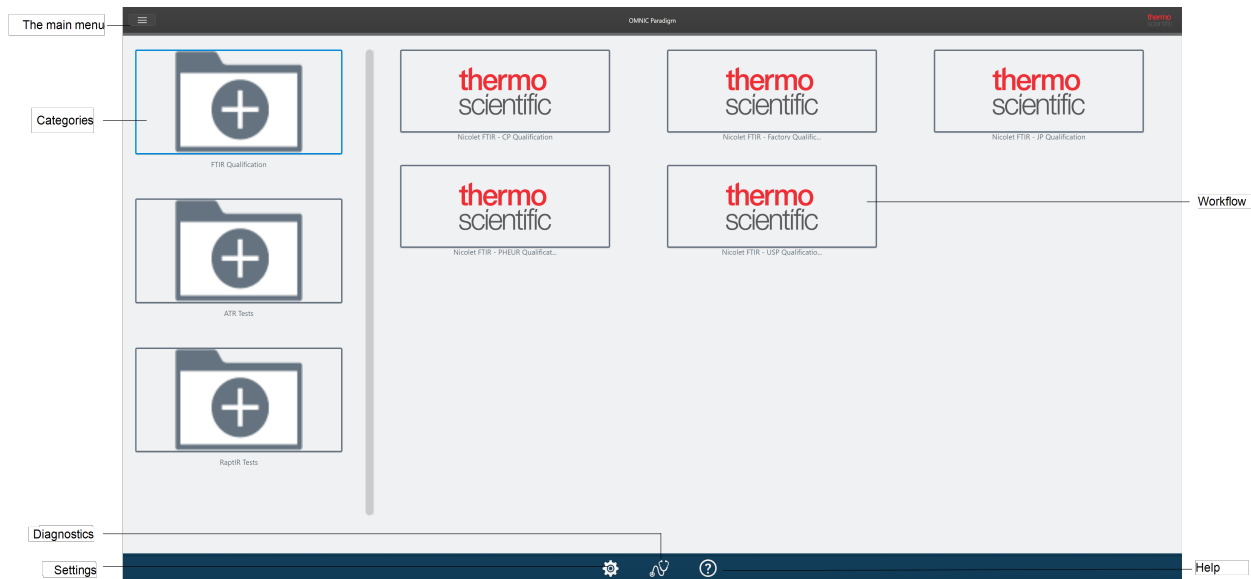 The main menu
OMNIC Paradigm
thermo
scientific
Categories
FTIR Qualification
ATR Tests
RaptIR Tests
thermo
scientific
Nicolet FTIR - CP Qualification
thermo
scientific
Nicolet FTIR - Factory Qualific...
thermo
scientific
Nicolet FTIR - JP Qualification
thermo
scientific
Nicolet FTIR - PHEUR Qualificat...
thermo
scientific
Nicolet FTIR - USP Qualificatio...
Workflow
Diagnostics
Settings
?
Help